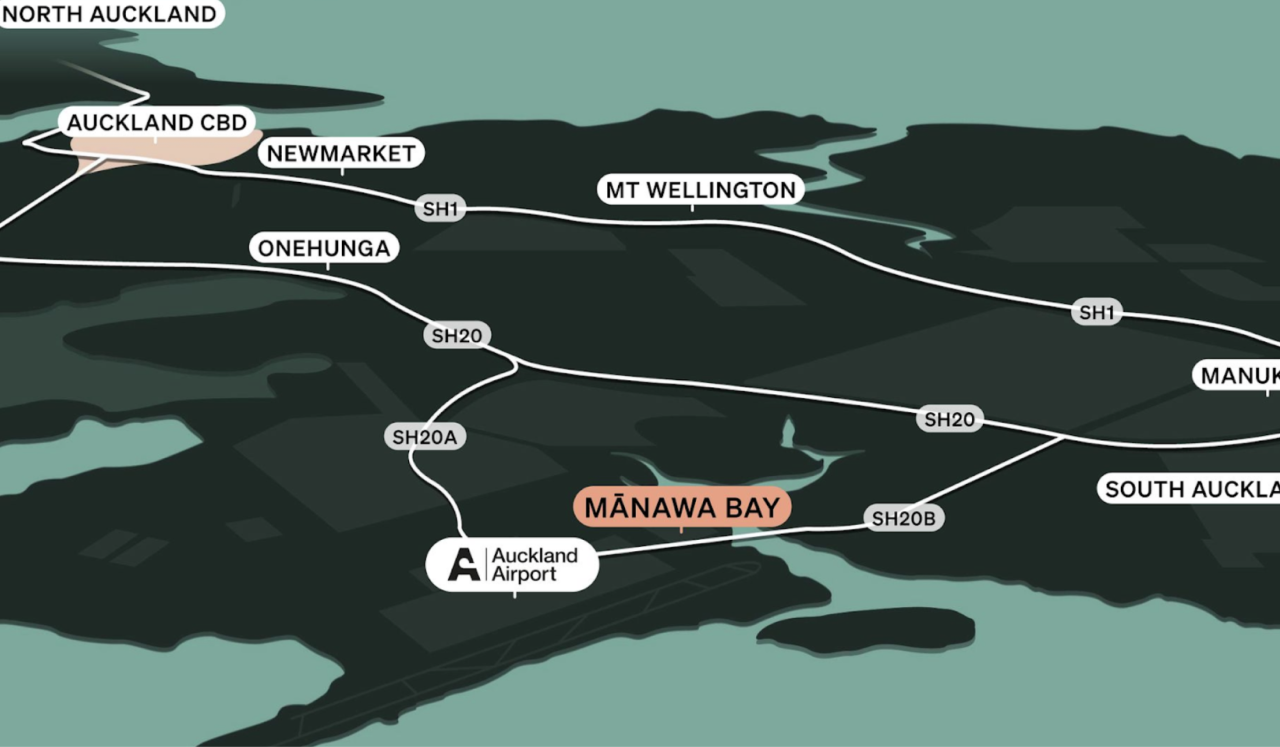 NORTH AUCKLAND
AUCKLAND CBD
NEWMARKET
MT WELLINGTON
SH1
ONEHUNGA
SH1
SH20
MANUK
SH20
SH20A
SOUTH AUCKLA
MĀNAWA BAY
SH20B
Auckland
Airport